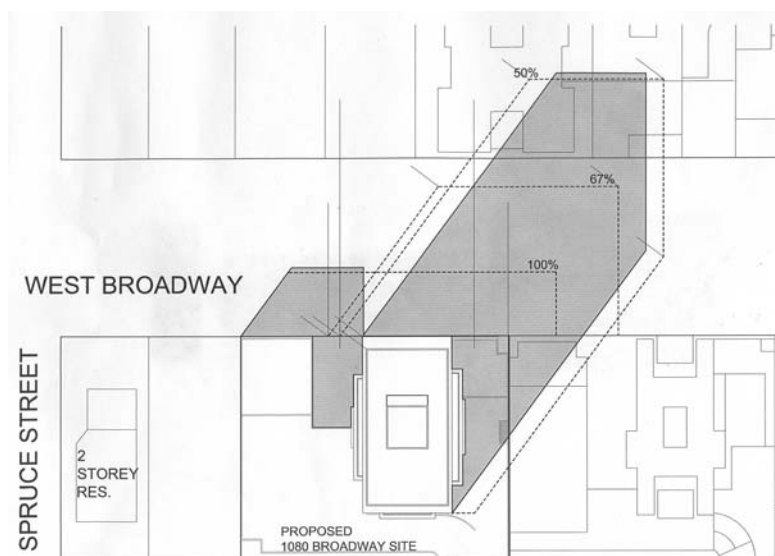 50%
67%
100%
WEST BROADWAY
SPRUCE STREET
2
STOREY
RES.
PROPOSED
1080 BROADWAY SITE